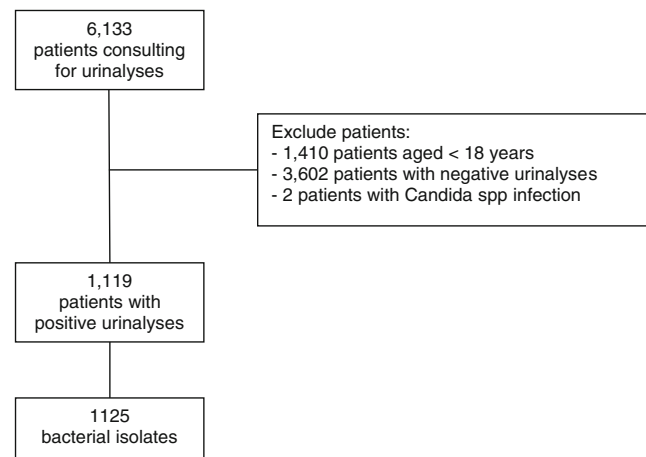 6,133
patients consulting
for urinalyses
Exclude patients:
- 1,410 patients aged < 18 years
- 3,602 patients with negative urinalyses
- 2 patients with Candida spp infection
1,119
patients with
positive urinalyses
1125
bacterial isolates